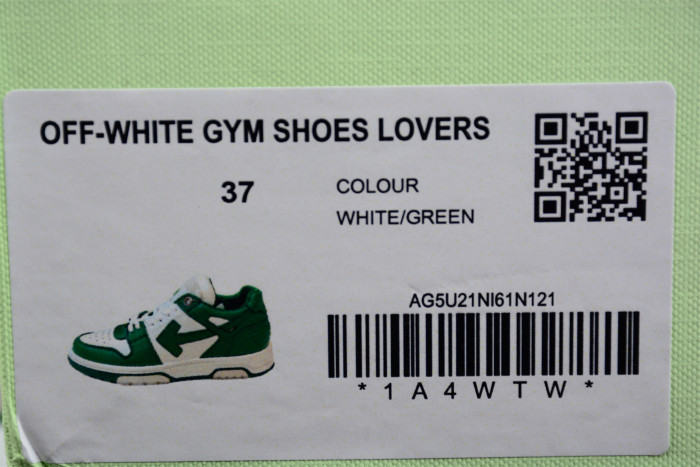 OFF-WHITE GYM SHOES LOVERS
37
COLOUR
WHITE/GREEN
AG5U21NI61N121
*1A4WTW*